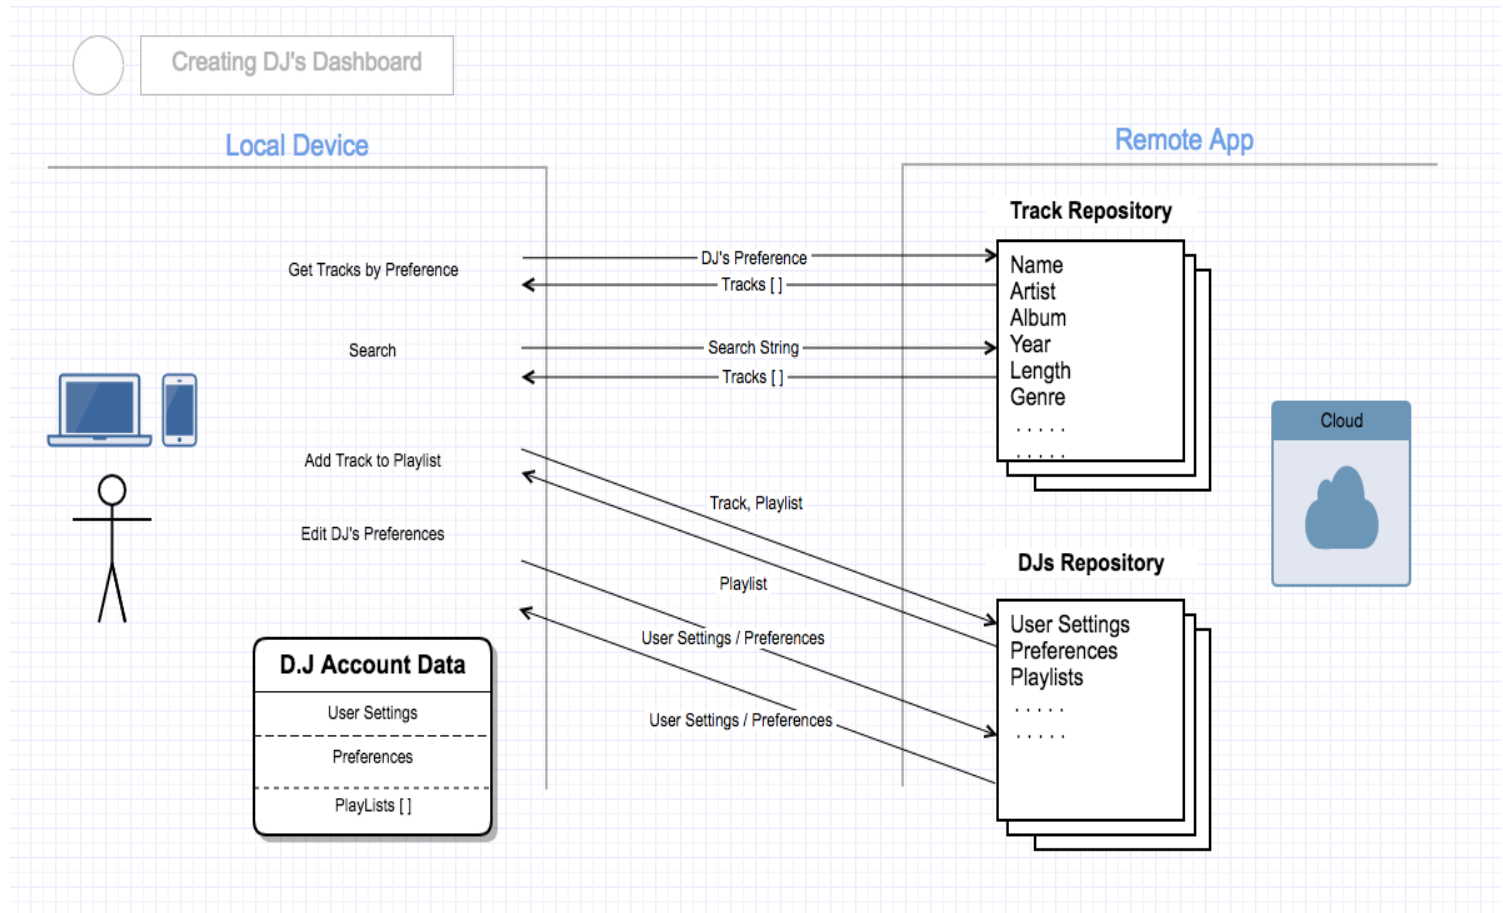 Creating DJ's Dashboard
Local Device
Remote App
Track Repository
Get Tracks by Preference
DJ's Preference
Tracks [ ]
Search
Search String
Tracks [ ]
Name
Artist
Album
Year
Length
Genre
. . . . .
. . . . .
Cloud
Add Track to Playlist
Track, Playlist
Edit DJ's Preferences
Playlist
User Settings / Preferences
User Settings / Preferences
DJs Repository
User Settings
Preferences
Playlists
. . . . .
. . . . .
D.J Account Data
User Settings
Preferences
PlayLists [ ]